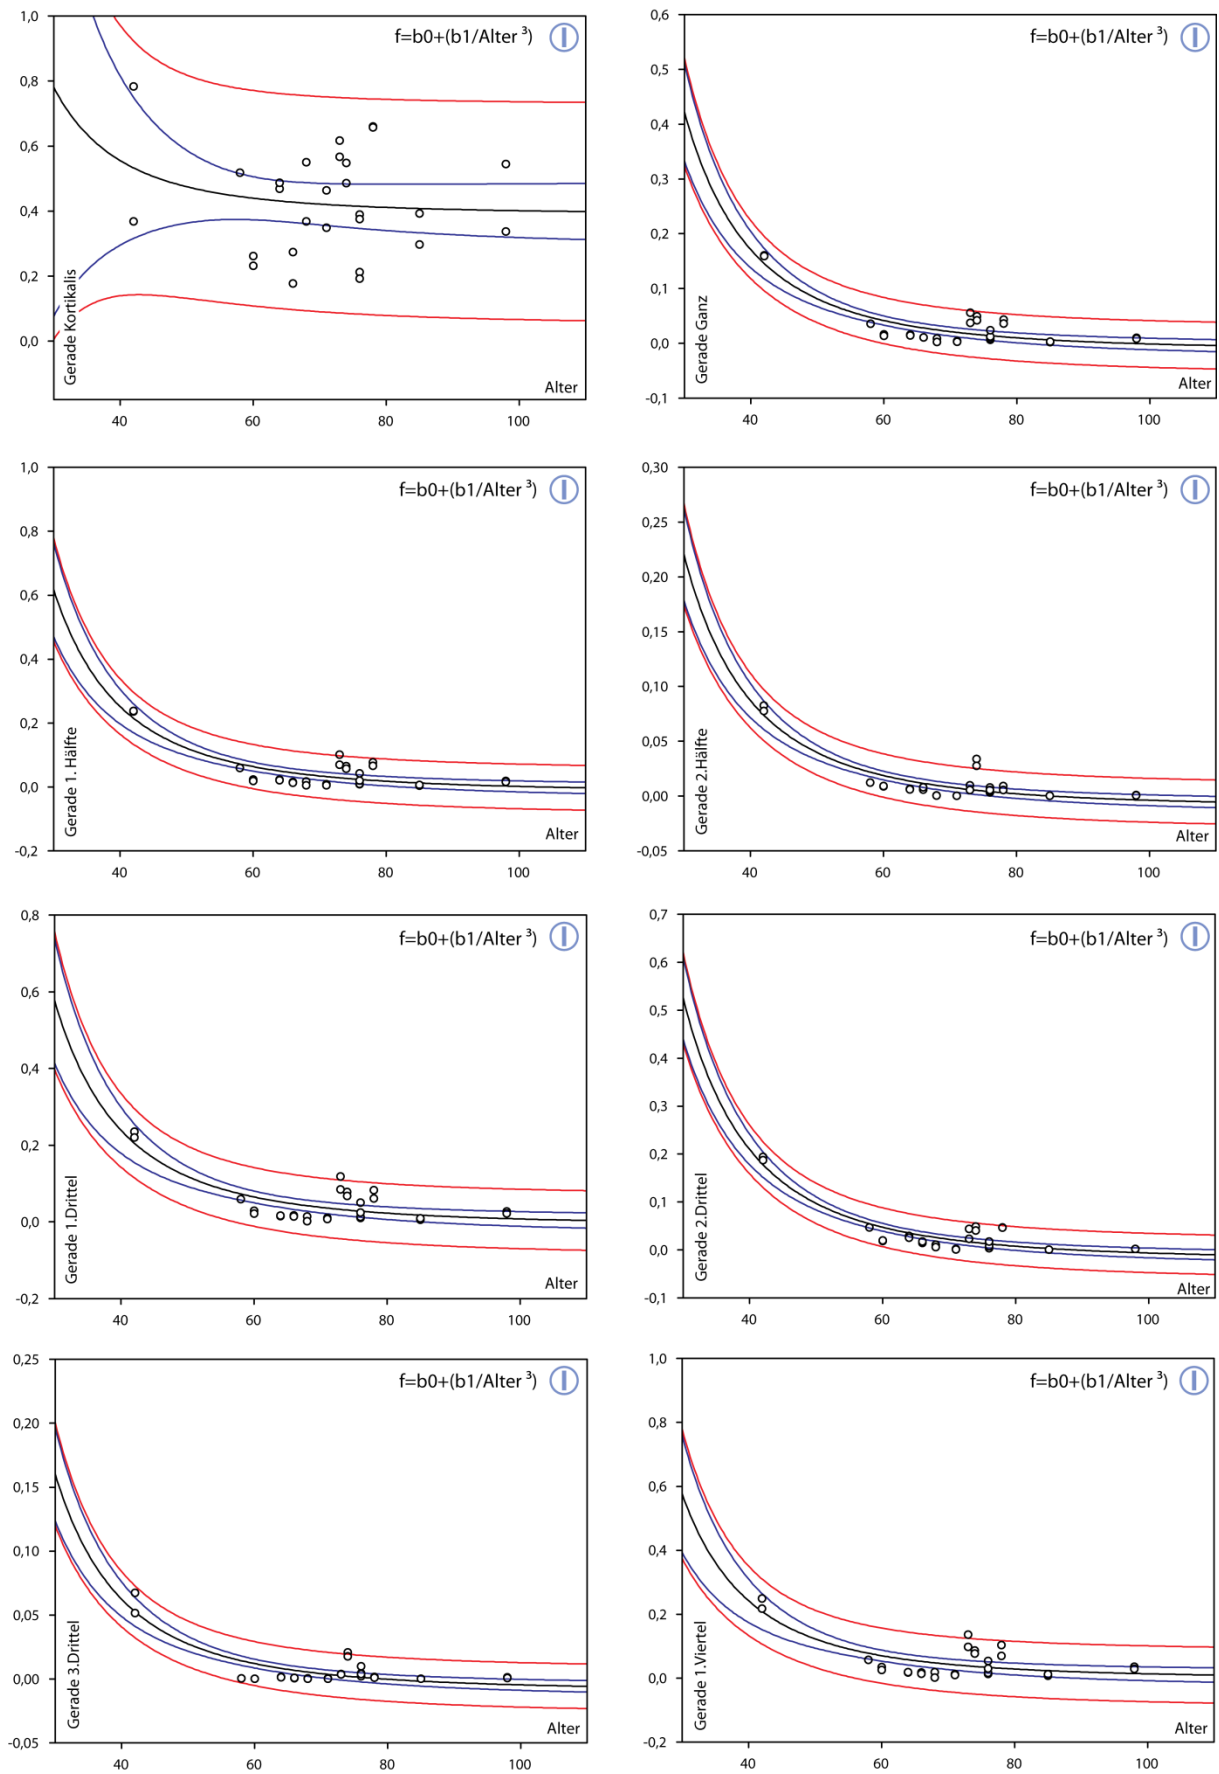 1,0
0,8
0,6
0,4
0,2
0,0
f=b0+(b1/Alter ³)
Gerade Kortikalis
Alter
40 60 80 100
0,6
0,5
0,4
0,3
0,2
0,1
0,0
-0,1
f=b0+(b1/Alter ³)
Gerade Ganz
Alter
40 60 80 100
1,0
0,8
0,6
0,4
0,2
0,0
-0,2
f=b0+(b1/Alter ³)
Gerade 1. Hälfte
Alter
40 60 80 100
0,30
0,25
0,20
0,15
0,10
0,05
0,00
-0,05
f=b0+(b1/Alter ³)
Gerade 2.Hälfte
Alter
40 60 80 100
0,8
0,6
0,4
0,2
0,0
-0,2
f=b0+(b1/Alter ³)
Gerade 1.Drittel
Alter
40 60 80 100
0,7
0,6
0,5
0,4
0,3
0,2
0,1
0,0
-0,1
f=b0+(b1/Alter ³)
Gerade 2.Drittel
Alter
40 60 80 100
0,25
0,20
0,15
0,10
0,05
0,00
-0,05
f=b0+(b1/Alter ³)
Gerade 3.Drittel
Alter
40 60 80 100
1,0
0,8
0,6
0,4
0,2
0,0
-0,2
f=b0+(b1/Alter ³)
Gerade 1.Viertel
Alter
40 60 80 100